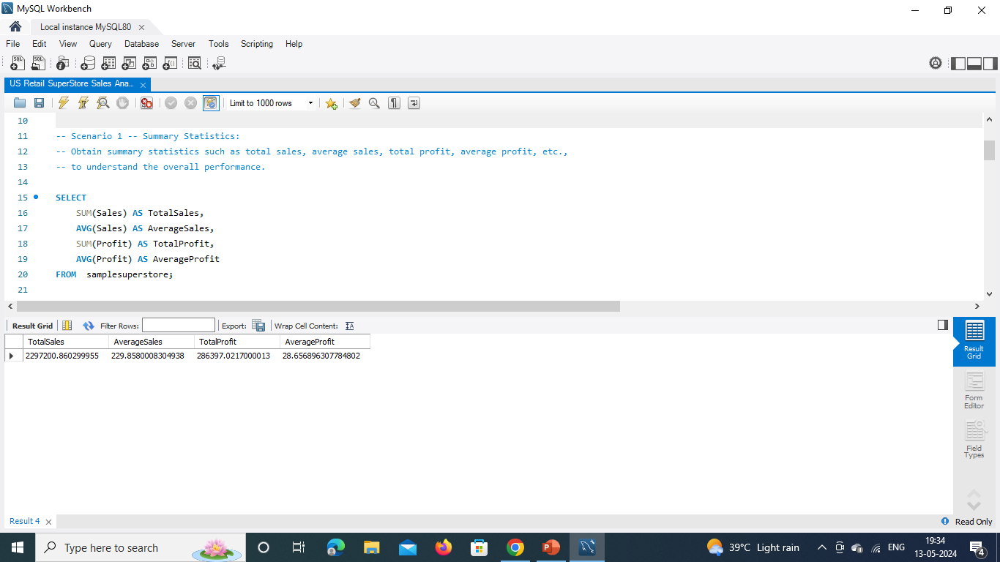 MySQL Workbench
Local instance MySQL80
File Edit View Query Database Server Tools Scripting Help
US Retail SuperStore Sales Ana...
Limit to 1000 rows
10
11 -- Scenario 1 -- Summary Statistics:
12 -- Obtain summary statistics such as total sales, average sales, total profit, average profit, etc.,
13 -- to understand the overall performance.
14
15 SELECT
16 SUM(Sales) AS TotalSales,
17 AVG(Sales) AS AverageSales,
18 SUM(Profit) AS TotalProfit,
19 AVG(Profit) AS AverageProfit
20 FROM samplesuperstore;
21
Result Grid Filter Rows: Export: Wrap Cell Content:
TotalSales AverageSales TotalProfit AverageProfit
2297200.860299955 229.8580008304938 286397.0217000013 28.656896307784802
Result
Grid
Form
Editor
Field
Types
Result 4
Read Only
Type here to search
39°C Light rain
ENG
19:34
13-05-2024
4